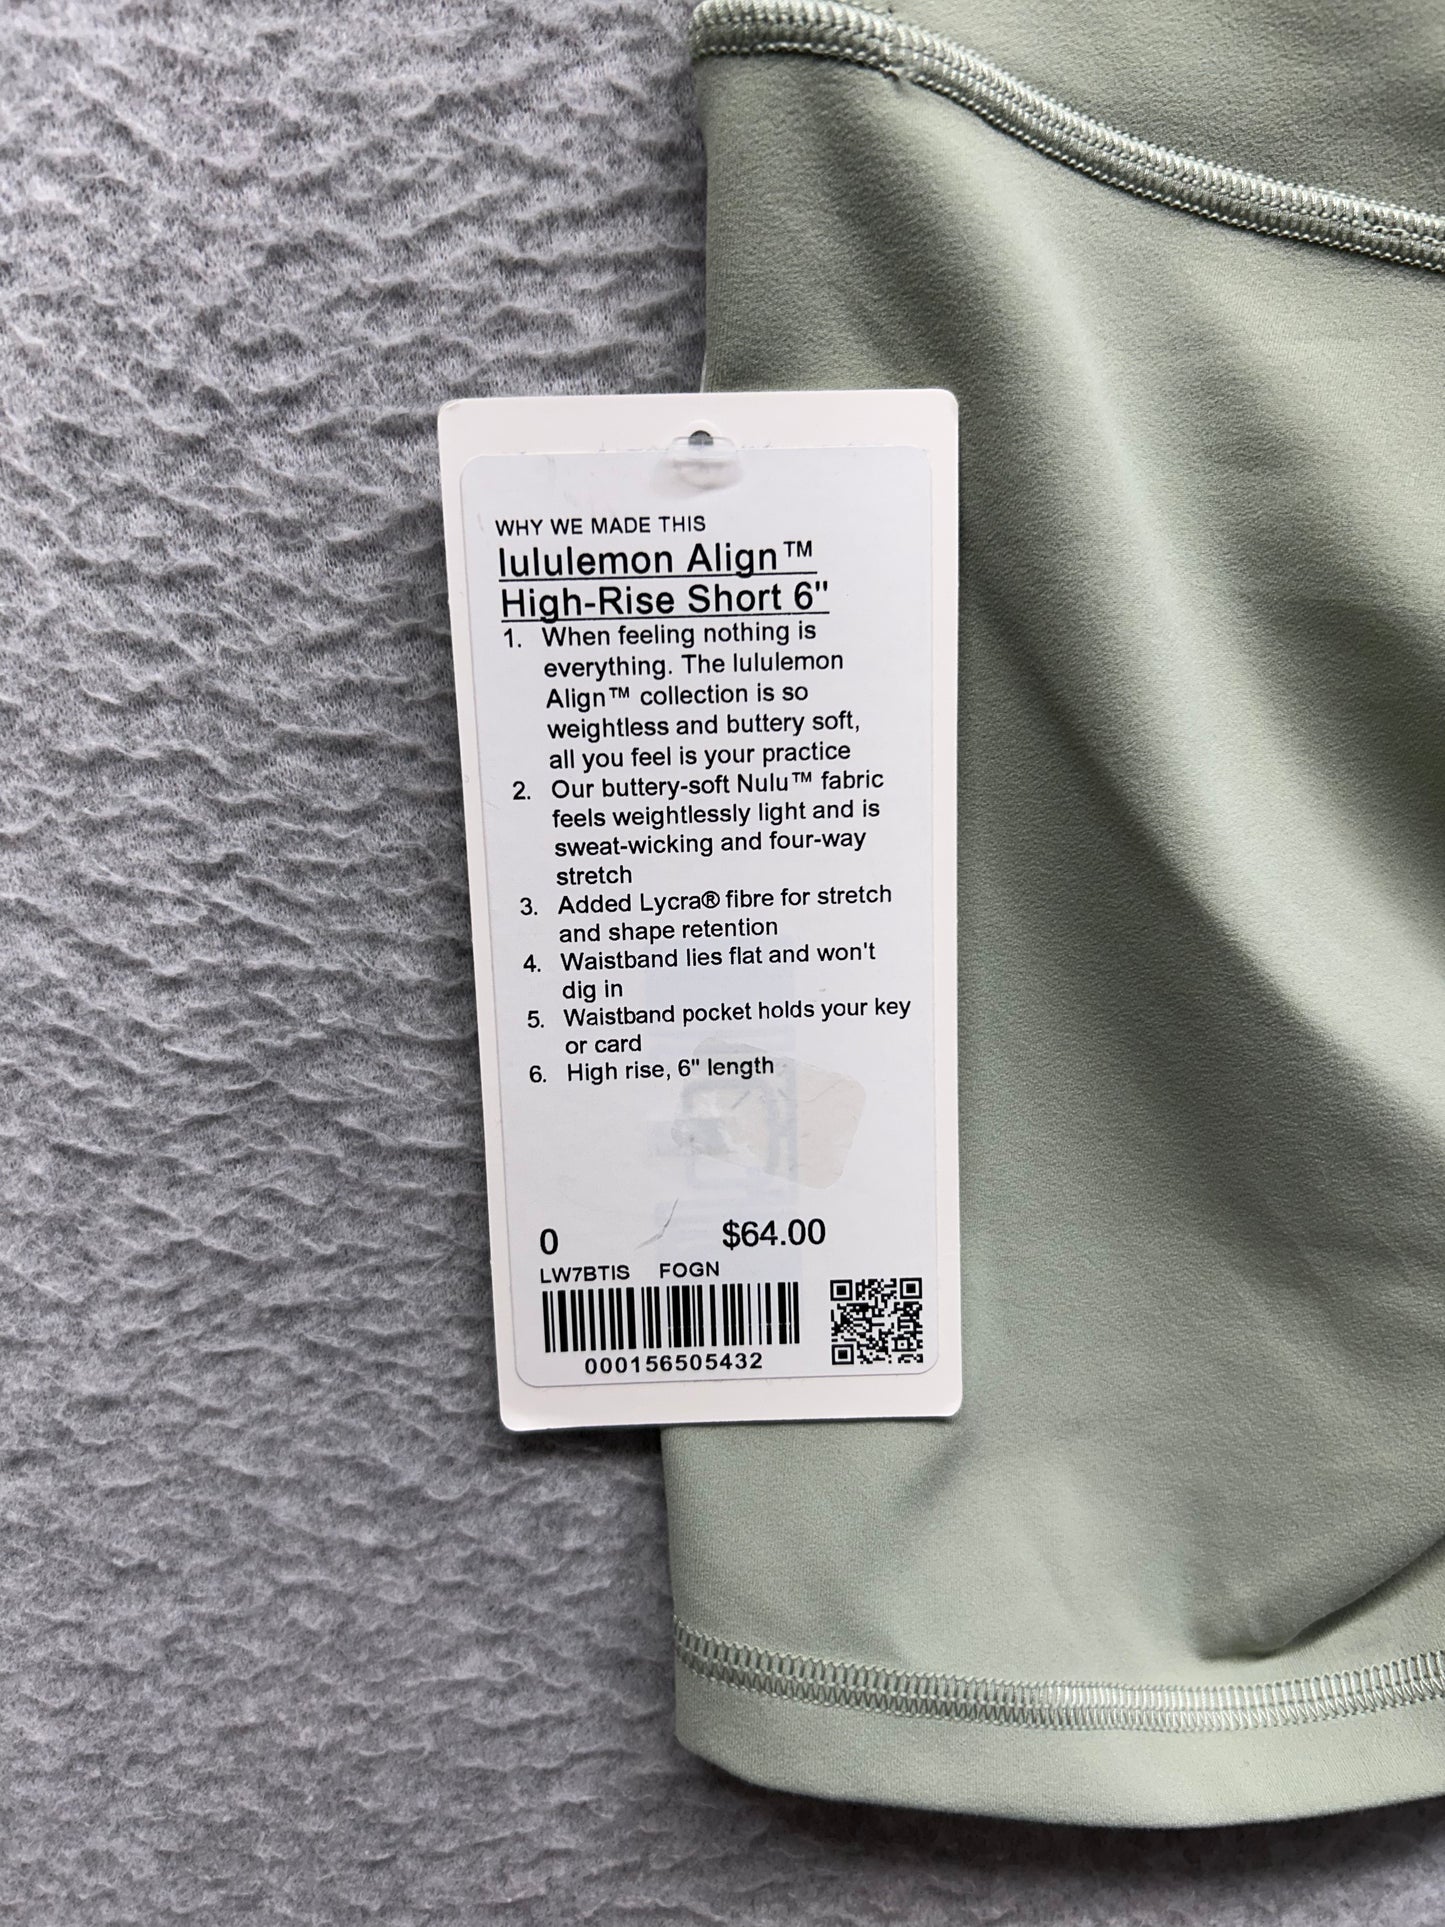 WHY WE MADE THIS
lululemon Align™
High-Rise Short 6"
1. When feeling nothing is
everything. The lululemon
Align™ collection is so
weightless and buttery soft,
all you feel is your practice
2. Our buttery-soft Nulu™ fabric
feels weightlessly light and is
sweat-wicking and four-way
stretch
3. Added Lycra® fibre for stretch
and shape retention
4. Waistband lies flat and won't
dig in
5. Waistband pocket holds your key
or card
6. High rise, 6" length
0 $64.00
LW7BTIS FOGN
000156505432